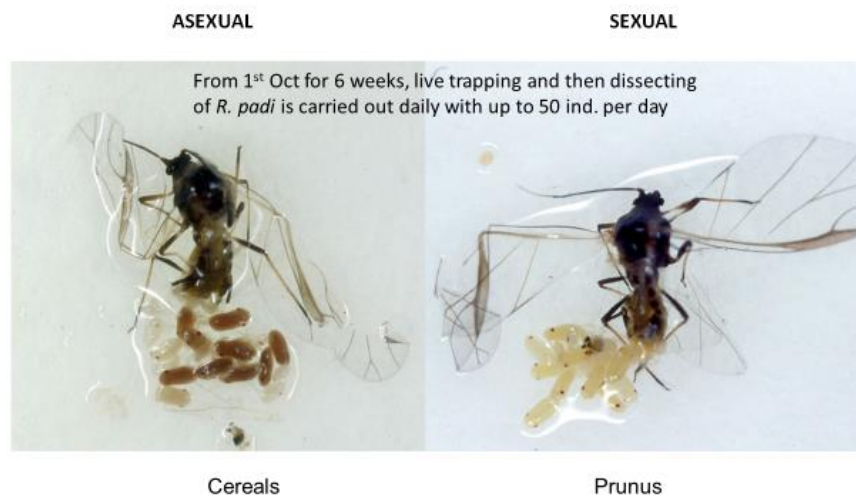 ASEXUAL
SEXUAL
From 1st Oct for 6 weeks, live trapping and then dissecting
of R. padi is carried out daily with up to 50 ind. per day
Cereals
Prunus